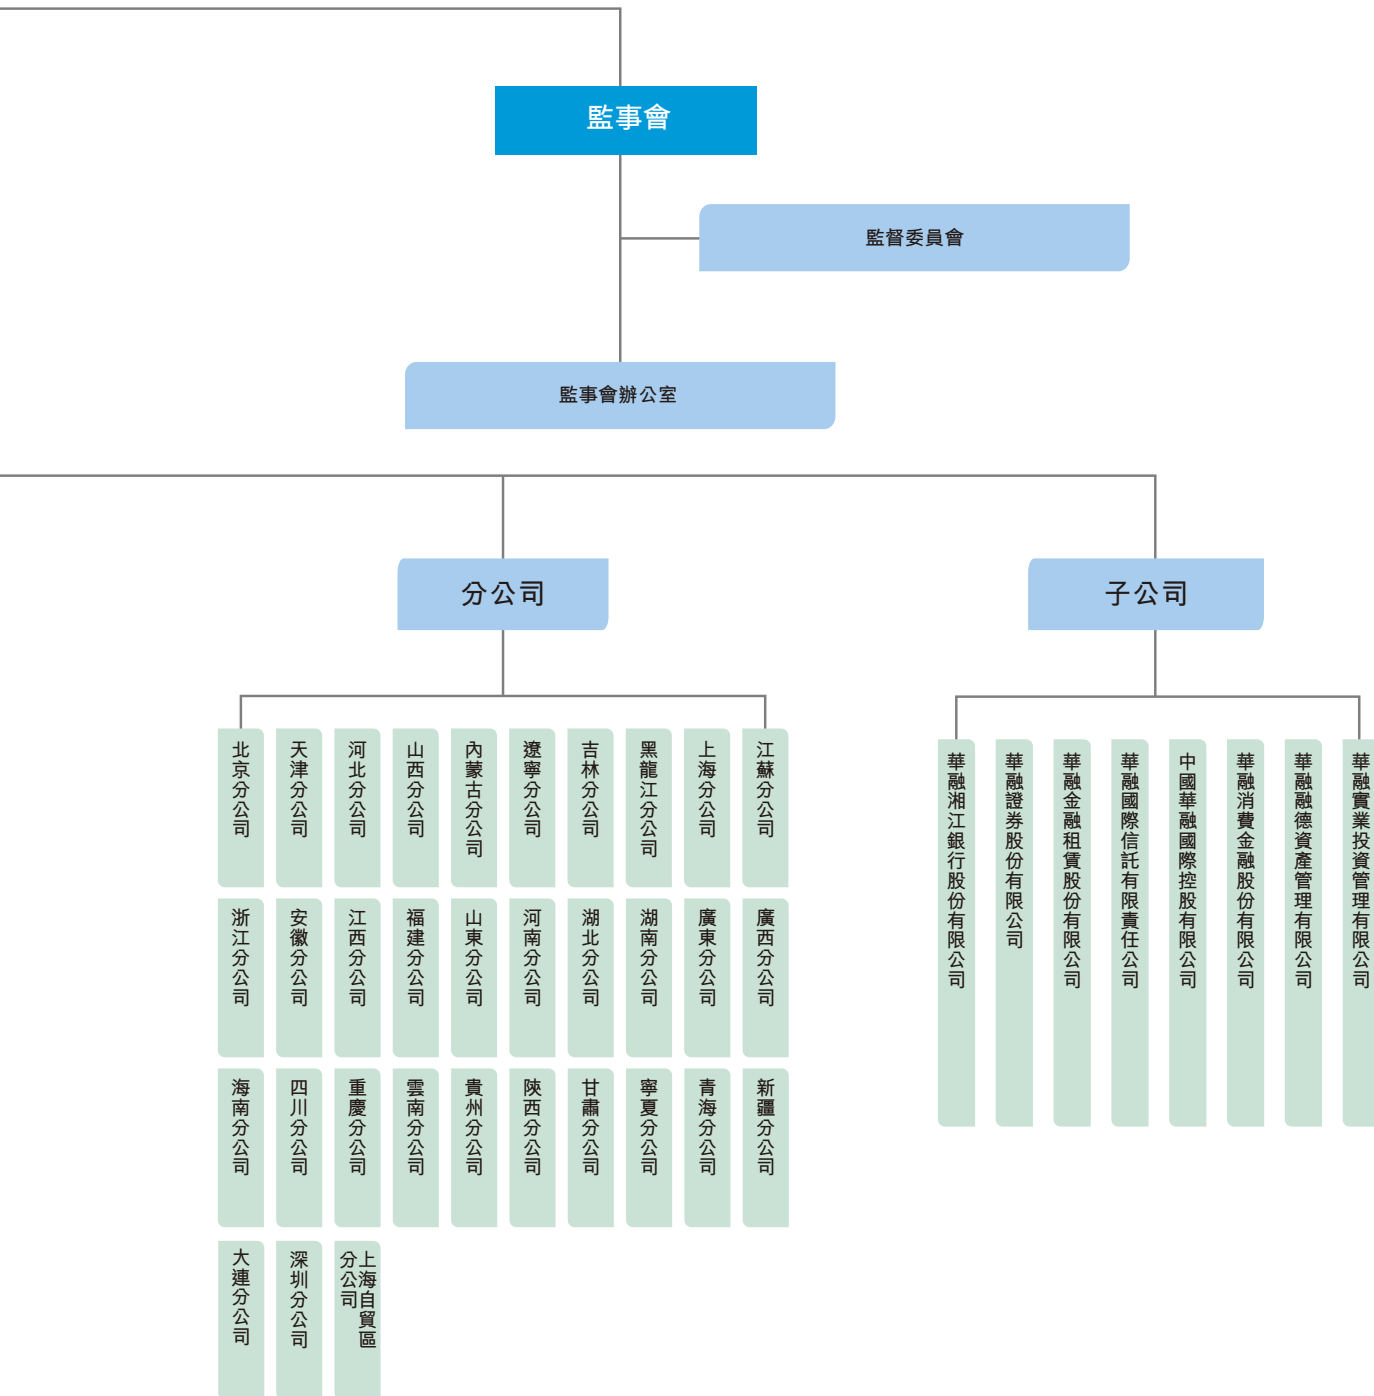 監事會
監督委員會
監事會辦公室
分公司
子公司
北京分公司
天津分公司
河北分公司
山西分公司
內蒙古分公司
遼寧分公司
吉林分公司
黑龍江分公司
上海分公司
江蘇分公司
浙江分公司
安徽分公司
江西分公司
福建分公司
山東分公司
河南分公司
湖北分公司
湖南分公司
廣東分公司
廣西分公司
海南分公司
四川分公司
重慶分公司
雲南分公司
貴州分公司
陝西分公司
甘肅分公司
寧夏分公司
青海分公司
新疆分公司
大連分公司
深圳分公司
上海自貿區
分公司
華融湘江銀行股份有限公司
華融證券股份有限公司
華融金融租賃股份有限公司
華融國際信託有限責任公司
中國華融國際控股有限公司
華融消費金融股份有限公司
華融融德資產管理有限公司
華融實業投資管理有限公司